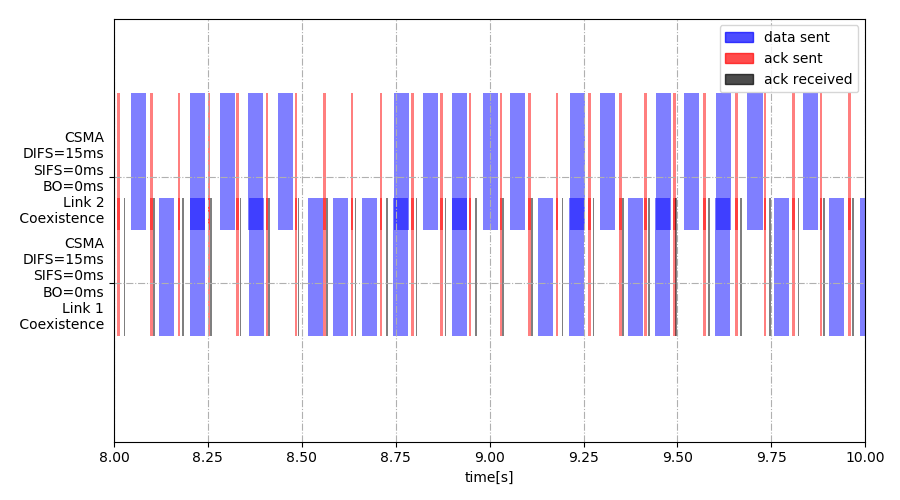 data sent
ack sent
ack received
CSMA
DIFS=15ms
SIFS=0ms
BO=0ms
Link 2
Coexistence
CSMA
DIFS=15ms
SIFS=0ms
BO=0ms
Link 1
Coexistence
8.00 8.25 8.50 8.75 9.00 9.25 9.50 9.75 10.00
time[s]